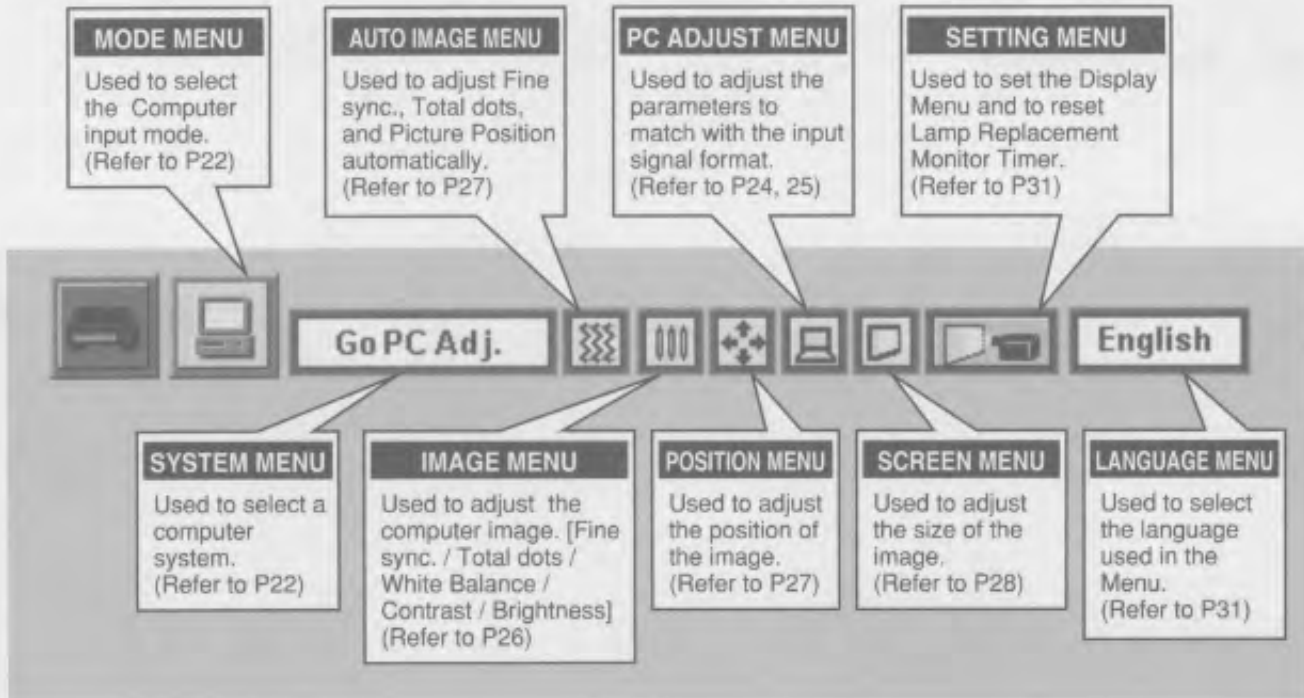 MODE MENU
Used to select
the Computer
input mode.
(Refer to P22)
AUTO IMAGE MENU
Used to adjust Fine
sync., Total dots,
and Picture Position
automatically.
(Refer to P27)
PC ADJUST MENU
Used to adjust the
parameters to
match with the input
signal format.
(Refer to P24, 25)
SETTING MENU
Used to set the Display
Menu and to reset
Lamp Replacement
Monitor Timer.
(Refer to P31)
Go PC Adj.
English
SYSTEM MENU
Used to select a
computer
system.
(Refer to P22)
IMAGE MENU
Used to adjust the
computer image. [Fine
sync. / Total dots /
White Balance /
Contrast / Brightness]
(Refer to P26)
POSITION MENU
Used to adjust
the position of
the image.
(Refer to P27)
SCREEN MENU
Used to adjust
the size of the
image.
(Refer to P28)
LANGUAGE MENU
Used to select
the language
used in the
Menu.
(Refer to P31)